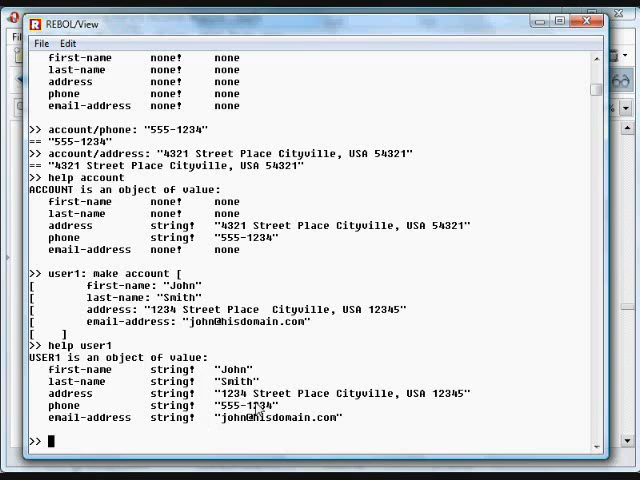 REBOL/View
File Edit
first-name none! none
last-name none! none
address none! none
phone none! none
email-address none! none
>> account/phone: "555-1234"
== "555-1234"
>> account/address: "4321 Street Place Cityville, USA 54321"
== "4321 Street Place Cityville, USA 54321"
>> help account
ACCOUNT is an object of value:
first-name none! none
last-name none! none
address string! "4321 Street Place Cityville, USA 54321"
phone string! "555-1234"
email-address none! none
>> user1: make account [
[ first-name: "John"
[ last-name: "Smith"
[ address: "1234 Street Place  Cityville, USA 12345"
[ email-address: "john@hisdomain.com"
[ ]
>> help user1
USER1 is an object of value:
first-name string! "John"
last-name string! "Smith"
address string! "1234 Street Place Cityville, USA 12345"
phone string! "555-1234"
email-address string! "john@hisdomain.com"
>>